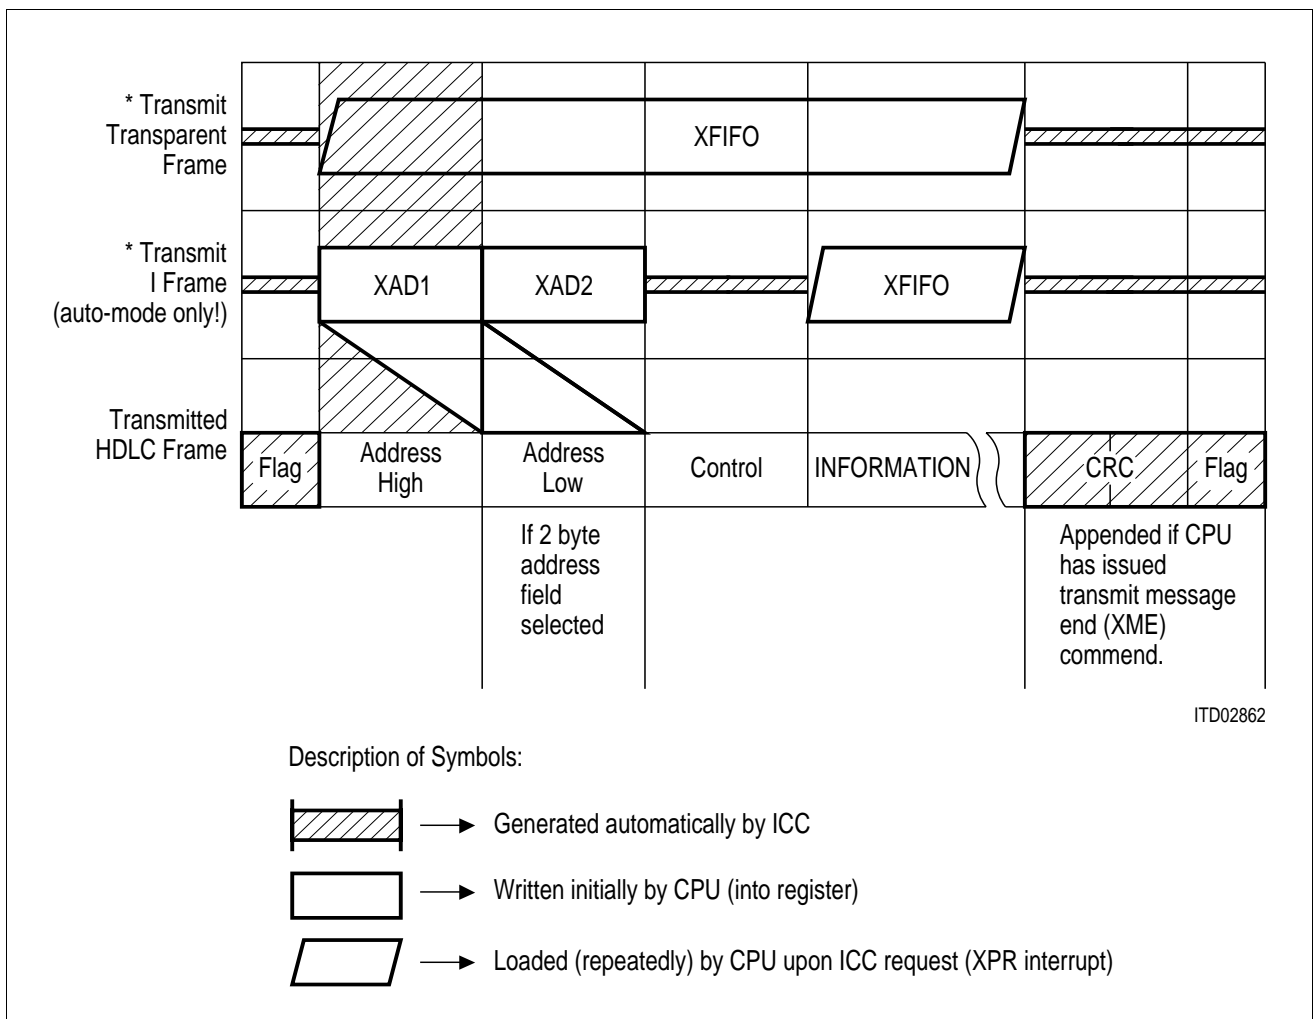 * Transmit
Transparent
Frame
XFIFO
* Transmit
I Frame
(auto-mode only!)
XAD1
XAD2
XFIFO
Transmitted
HDLC Frame
Flag
Address
High
Address
Low
Control
INFORMATION
CRC
Flag
If 2 byte
address
field
selected
Appended if CPU
has issued
transmit message
end (XME)
commend.
ITD02862
Description of Symbols:
Generated automatically by ICC
Written initially by CPU (into register)
Loaded (repeatedly) by CPU upon ICC request (XPR interrupt)